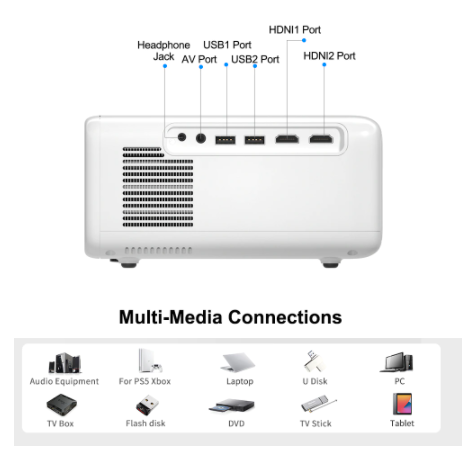 HDNI1 Port
Headphone Jack
USB1 Port
HDNI2 Port
AV Port
USB2 Port
Multi-Media Connections
Audio Equipment
For PS5 Xbox
Laptop
U Disk
PC
TV Box
Flash disk
DVD
TV Stick
Tablet